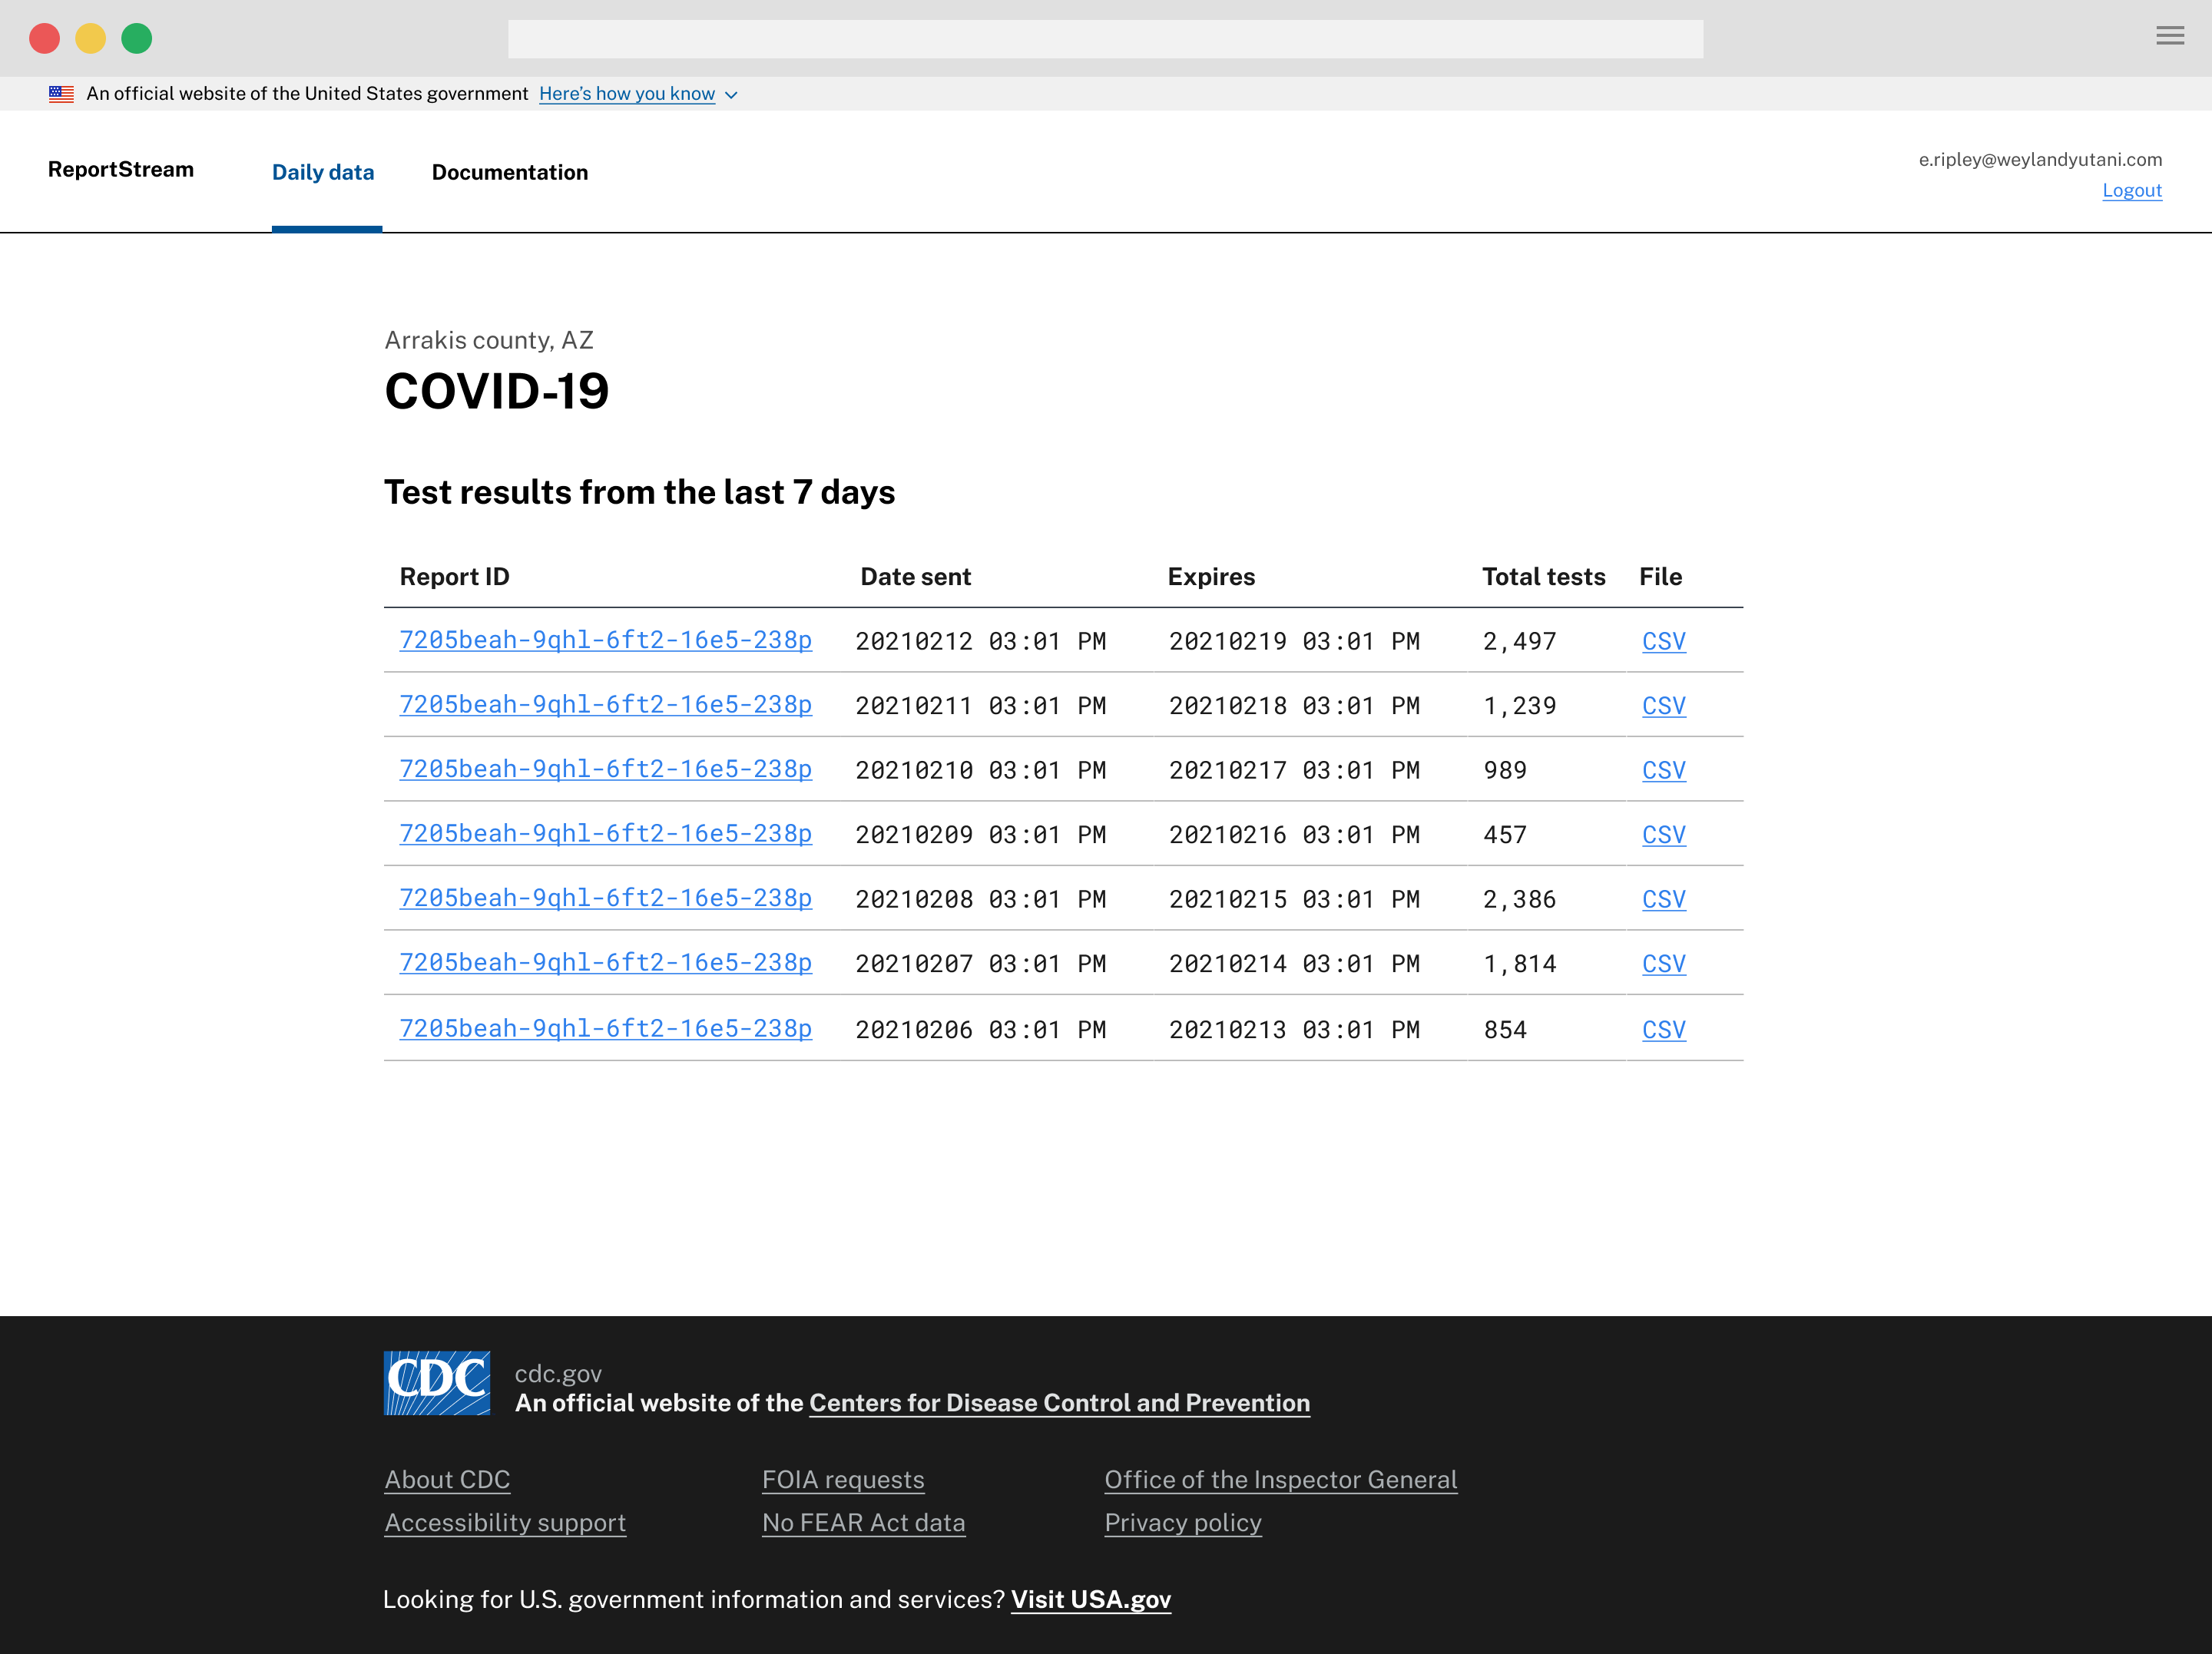 An official website of the United States government Here's how you know
ReportStream Daily data Documentation
e.ripley@weylandyutani.com
Logout
Arrakis county, AZ
COVID-19
Test results from the last 7 days
Report ID Date sent Expires Total tests File
7205beah-9qhl-6ft2-16e5-238p 20210212 03:01 PM 20210219 03:01 PM 2,497 CSV
7205beah-9qhl-6ft2-16e5-238p 20210211 03:01 PM 20210218 03:01 PM 1,239 CSV
7205beah-9qhl-6ft2-16e5-238p 20210210 03:01 PM 20210217 03:01 PM 989 CSV
7205beah-9qhl-6ft2-16e5-238p 20210209 03:01 PM 20210216 03:01 PM 457 CSV
7205beah-9qhl-6ft2-16e5-238p 20210208 03:01 PM 20210215 03:01 PM 2,386 CSV
7205beah-9qhl-6ft2-16e5-238p 20210207 03:01 PM 20210214 03:01 PM 1,814 CSV
7205beah-9qhl-6ft2-16e5-238p 20210206 03:01 PM 20210213 03:01 PM 854 CSV
CDC
cdc.gov
An official website of the Centers for Disease Control and Prevention
About CDC FOIA requests Office of the Inspector General
Accessibility support No FEAR Act data Privacy policy
Looking for U.S. government information and services? Visit USA.gov